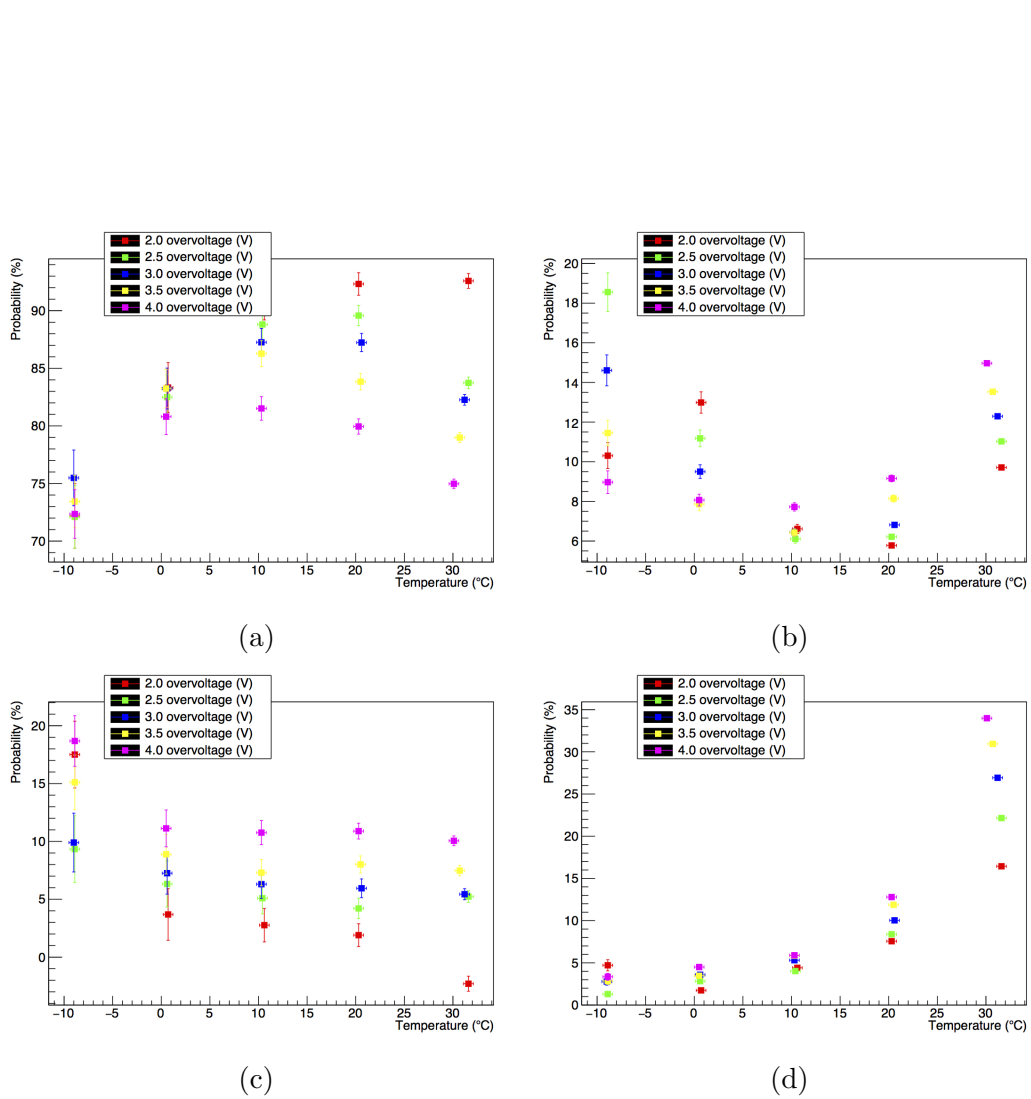 2.0 overvoltage (V)
2.5 overvoltage (V)
3.0 overvoltage (V)
3.5 overvoltage (V)
4.0 overvoltage (V)
Probability (%)
90
85
80
75
70
−10 −5 0 5 10 15 20 25 30
Temperature (°C)
(a)
2.0 overvoltage (V)
2.5 overvoltage (V)
3.0 overvoltage (V)
3.5 overvoltage (V)
4.0 overvoltage (V)
Probability (%)
20
18
16
14
12
10
8
6
−10 −5 0 5 10 15 20 25 30
Temperature (°C)
(b)
2.0 overvoltage (V)
2.5 overvoltage (V)
3.0 overvoltage (V)
3.5 overvoltage (V)
4.0 overvoltage (V)
Probability (%)
20
15
10
5
0
−10 −5 0 5 10 15 20 25 30
Temperature (°C)
(c)
2.0 overvoltage (V)
2.5 overvoltage (V)
3.0 overvoltage (V)
3.5 overvoltage (V)
4.0 overvoltage (V)
Probability (%)
35
30
25
20
15
10
5
0
−10 −5 0 5 10 15 20 25 30
Temperature (°C)
(d)